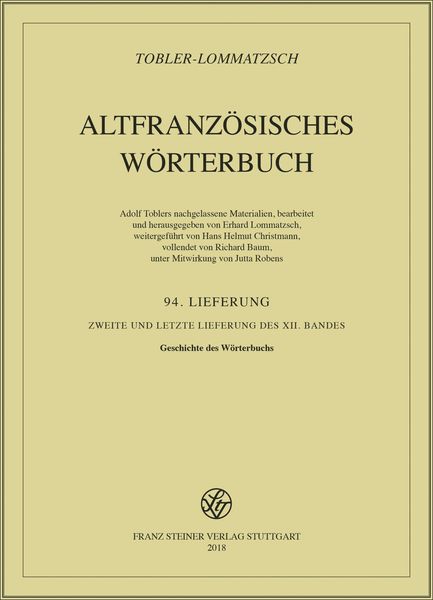 TOBLER-LOMMATZSCH
ALTFRANZÖSISCHES
WÖRTERBUCH
Adolf Toblers nachgelassene Materialien, bearbeitet
und herausgegeben von Erhard Lommatzsch,
weitergeführt von Hans Helmut Christmann,
vollendet von Richard Baum,
unter Mitwirkung von Jutta Robens
94. LIEFERUNG
ZWEITE UND LETZTE LIEFERUNG DES XII. BANDES
Geschichte des Wörterbuchs
FRANZ STEINER VERLAG STUTTGART
2018